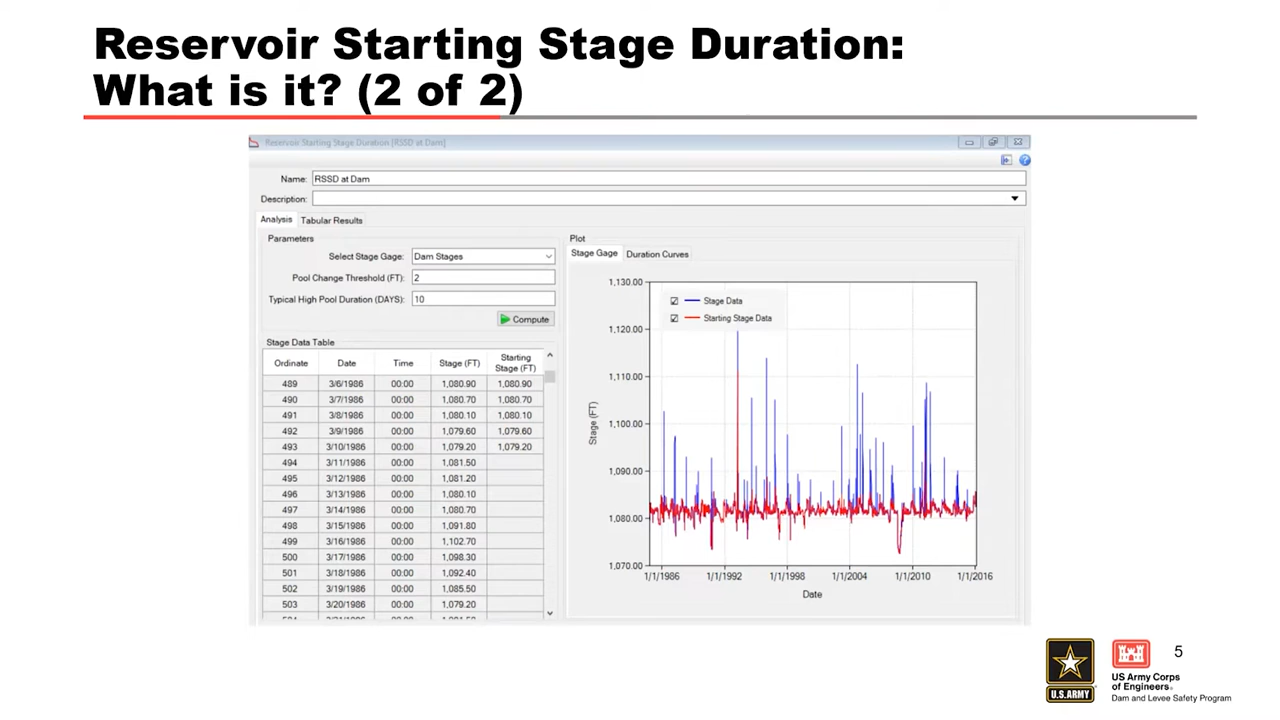 Reservoir Starting Stage Duration:
What is it? (2 of 2)
Reservoir Starting Stage Duration [RSSD at Dam]
Name: RSSD at Dam
Description:
Analysis Tabular Results
Parameters
Select Stage Gage: Dam Stages
Pool Change Threshold (FT): 2
Typical High Pool Duration (DAYS): 10
Compute
Stage Data Table
Ordinate Date Time Stage (FT) Starting Stage (FT)
489 3/6/1986 00:00 1,080.90 1,080.90
490 3/7/1986 00:00 1,080.70 1,080.70
491 3/8/1986 00:00 1,080.10 1,080.10
492 3/9/1986 00:00 1,079.60 1,079.60
493 3/10/1986 00:00 1,079.20 1,079.20
494 3/11/1986 00:00 1,081.50
495 3/12/1986 00:00 1,081.20
496 3/13/1986 00:00 1,080.10
497 3/14/1986 00:00 1,080.70
498 3/15/1986 00:00 1,091.80
499 3/16/1986 00:00 1,102.70
500 3/17/1986 00:00 1,098.30
501 3/18/1986 00:00 1,092.40
502 3/19/1986 00:00 1,085.50
503 3/20/1986 00:00 1,079.20
Plot
Stage Gage Duration Curves
Stage Data
Starting Stage Data
1,130.00
1,120.00
1,110.00
1,100.00
1,090.00
1,080.00
1,070.00
Stage (FT)
1/1/1986 1/1/1992 1/1/1998 1/1/2004 1/1/2010 1/1/2016
Date
U.S.ARMY
US Army Corps
of Engineers®
Dam and Levee Safety Program
5